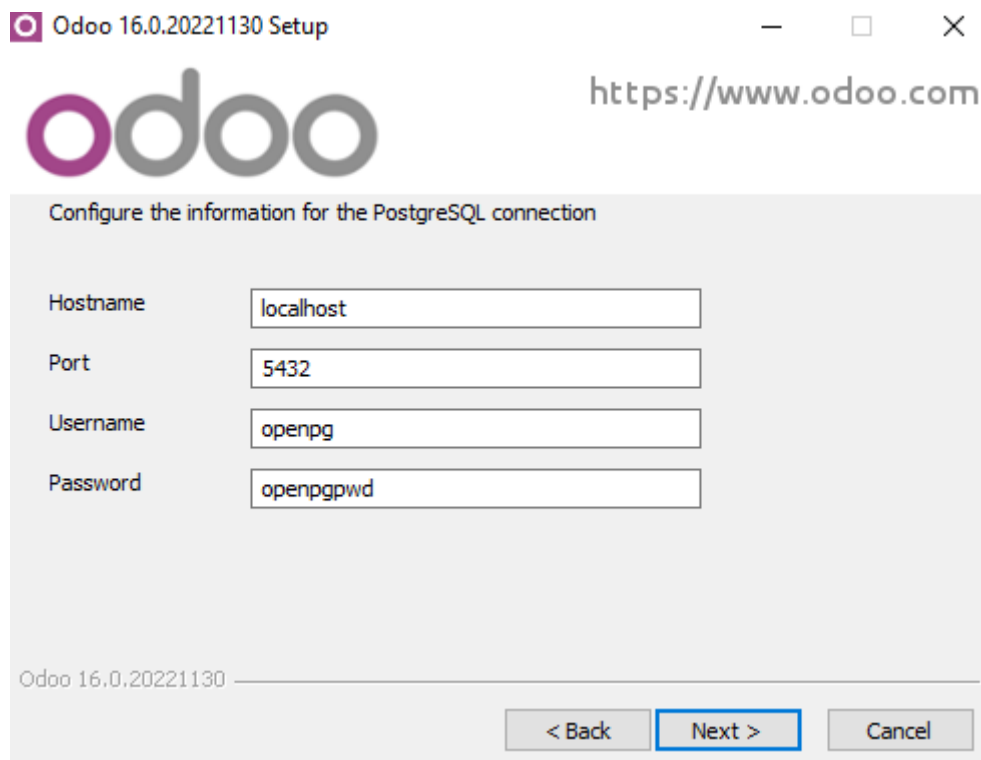 Odoo 16.0.20221130 Setup
odoo
https://www.odoo.com
Configure the information for the PostgreSQL connection
Hostname
localhost
Port
5432
Username
openpg
Password
openpgpwd
Odoo 16.0.20221130
< Back
Next >
Cancel